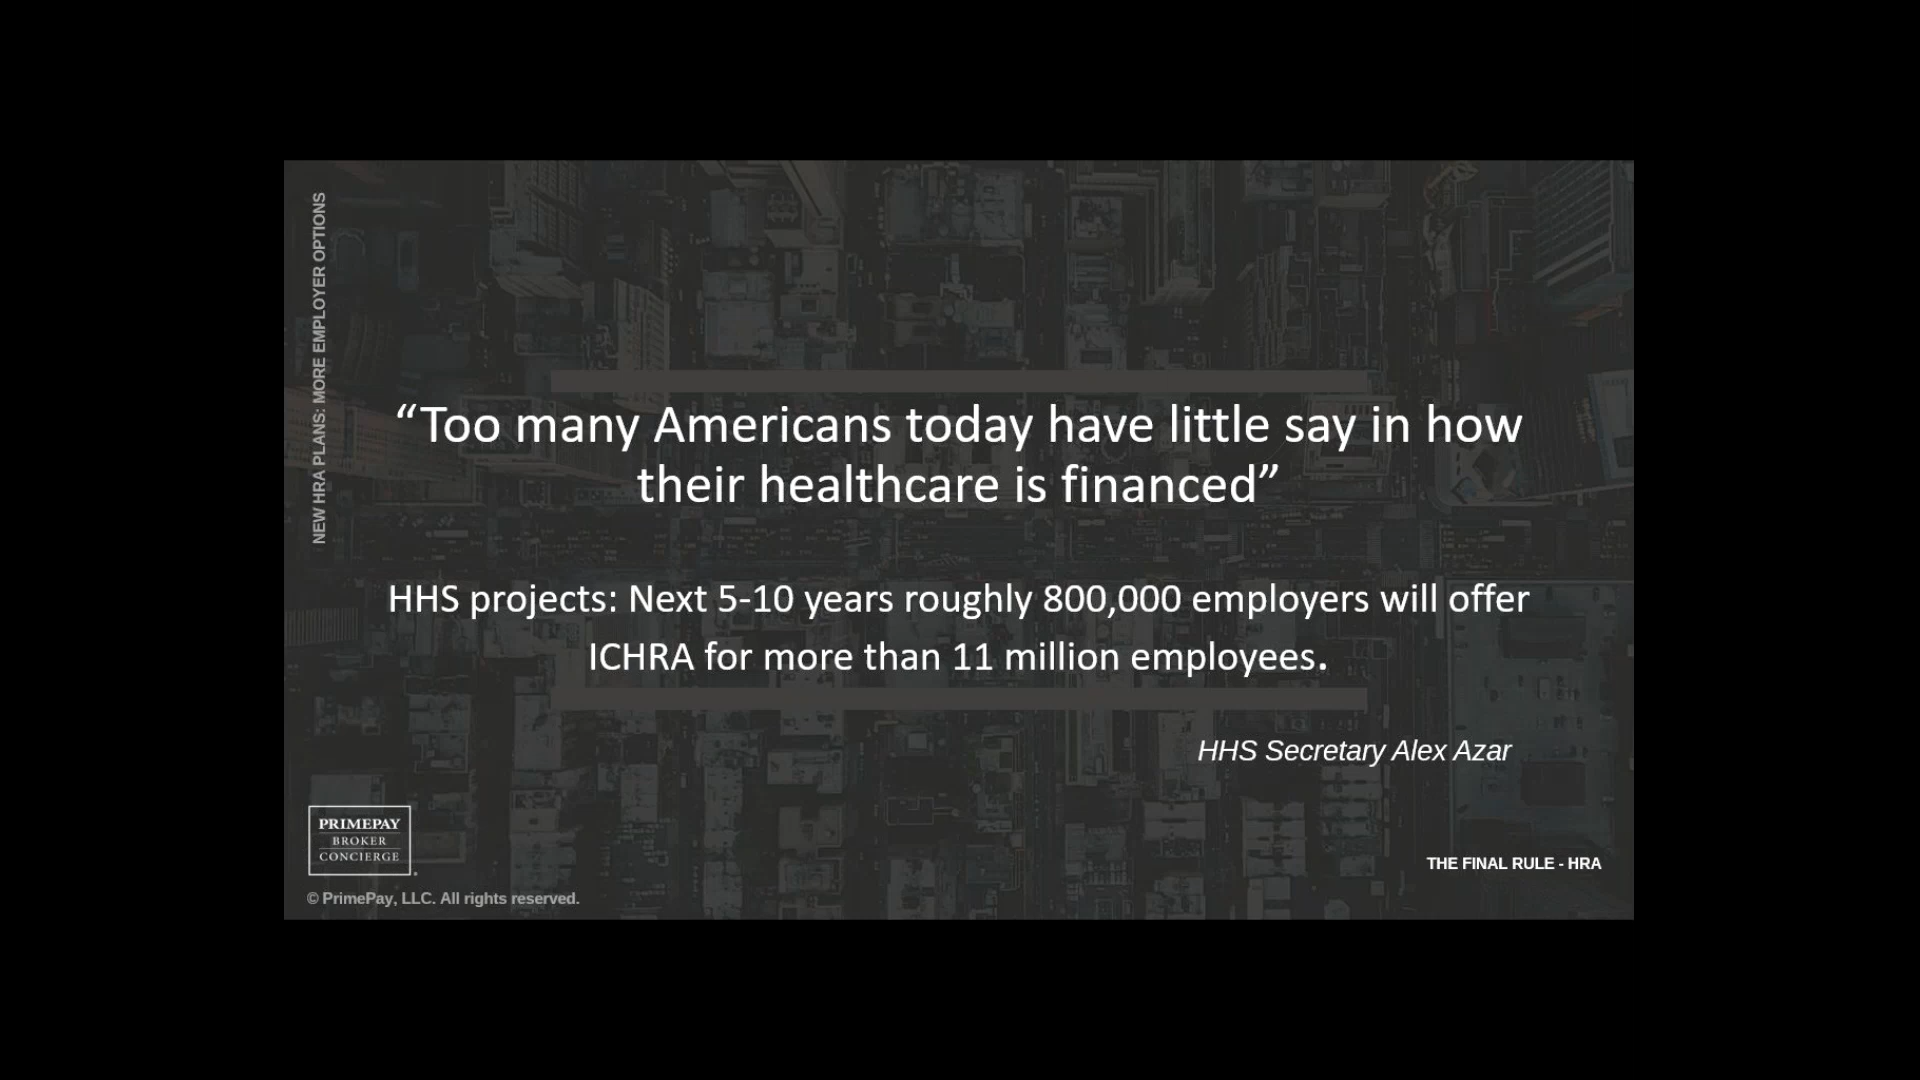 NEW HRA PLANS: MORE EMPLOYER OPTIONS
“Too many Americans today have little say in how
their healthcare is financed”
HHS projects: Next 5-10 years roughly 800,000 employers will offer
ICHRA for more than 11 million employees.
HHS Secretary Alex Azar
PRIMEPAY
BROKER
CONCIERGE
THE FINAL RULE - HRA
© PrimePay, LLC. All rights reserved.